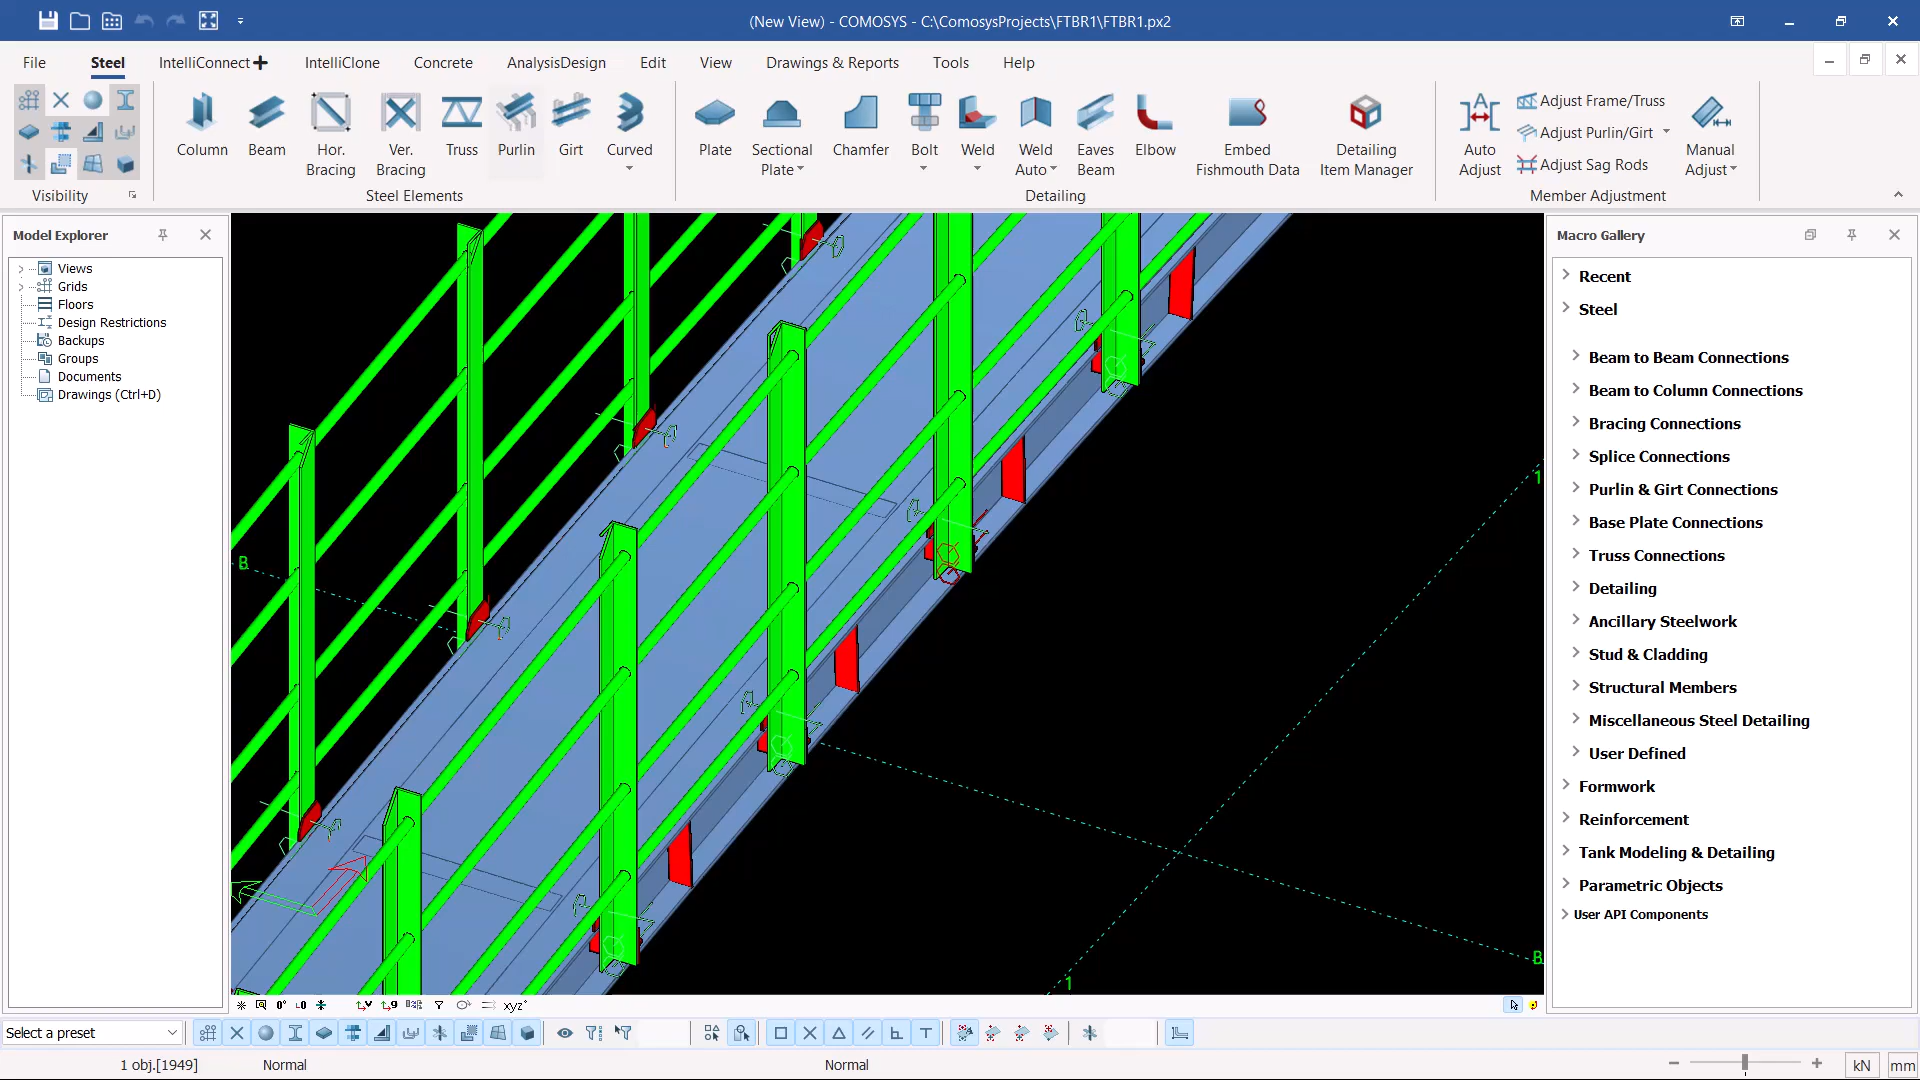 (New View) - COMOSYS - C:\ComosysProjects\FTBR1\FTBR1.px2
File Steel IntelliConnect IntelliClone Concrete AnalysisDesign Edit View Drawings & Reports Tools Help
Column Beam Hor. Bracing Ver. Bracing Truss Purlin Girt Curved
Plate Sectional Plate Chamfer Bolt Weld Weld Auto Eaves Beam Elbow Embed Fishmouth Data Detailing Item Manager
Auto Adjust
Adjust Frame/Truss
Adjust Purlin/Girt
Adjust Sag Rods
Manual Adjust
Visibility Steel Elements Detailing Member Adjustment
Model Explorer
Views
Grids
Floors
Design Restrictions
Backups
Groups
Documents
Drawings (Ctrl+D)
B
1
B
1
Macro Gallery
Recent
Steel
Beam to Beam Connections
Beam to Column Connections
Bracing Connections
Splice Connections
Purlin & Girt Connections
Base Plate Connections
Truss Connections
Detailing
Ancillary Steelwork
Stud & Cladding
Structural Members
Miscellaneous Steel Detailing
User Defined
Formwork
Reinforcement
Tank Modeling & Detailing
Parametric Objects
User API Components
xyz
Select a preset
1 obj.[1949] Normal Normal kN mm